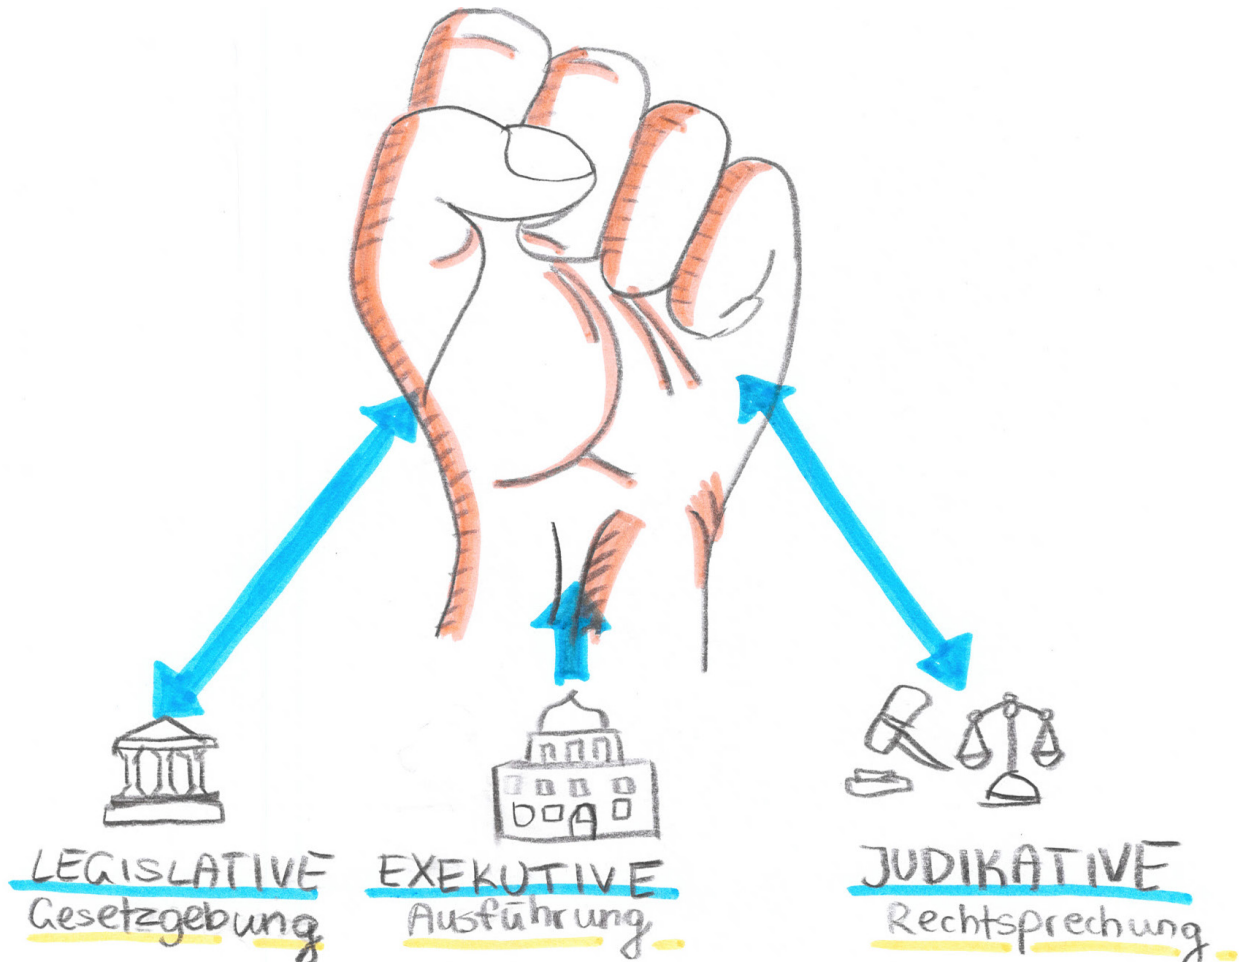 LEGISLATIVE
Gesetzgebung
EXEKUTIVE
Ausführung
JUDIKATIVE
Rechtsprechung